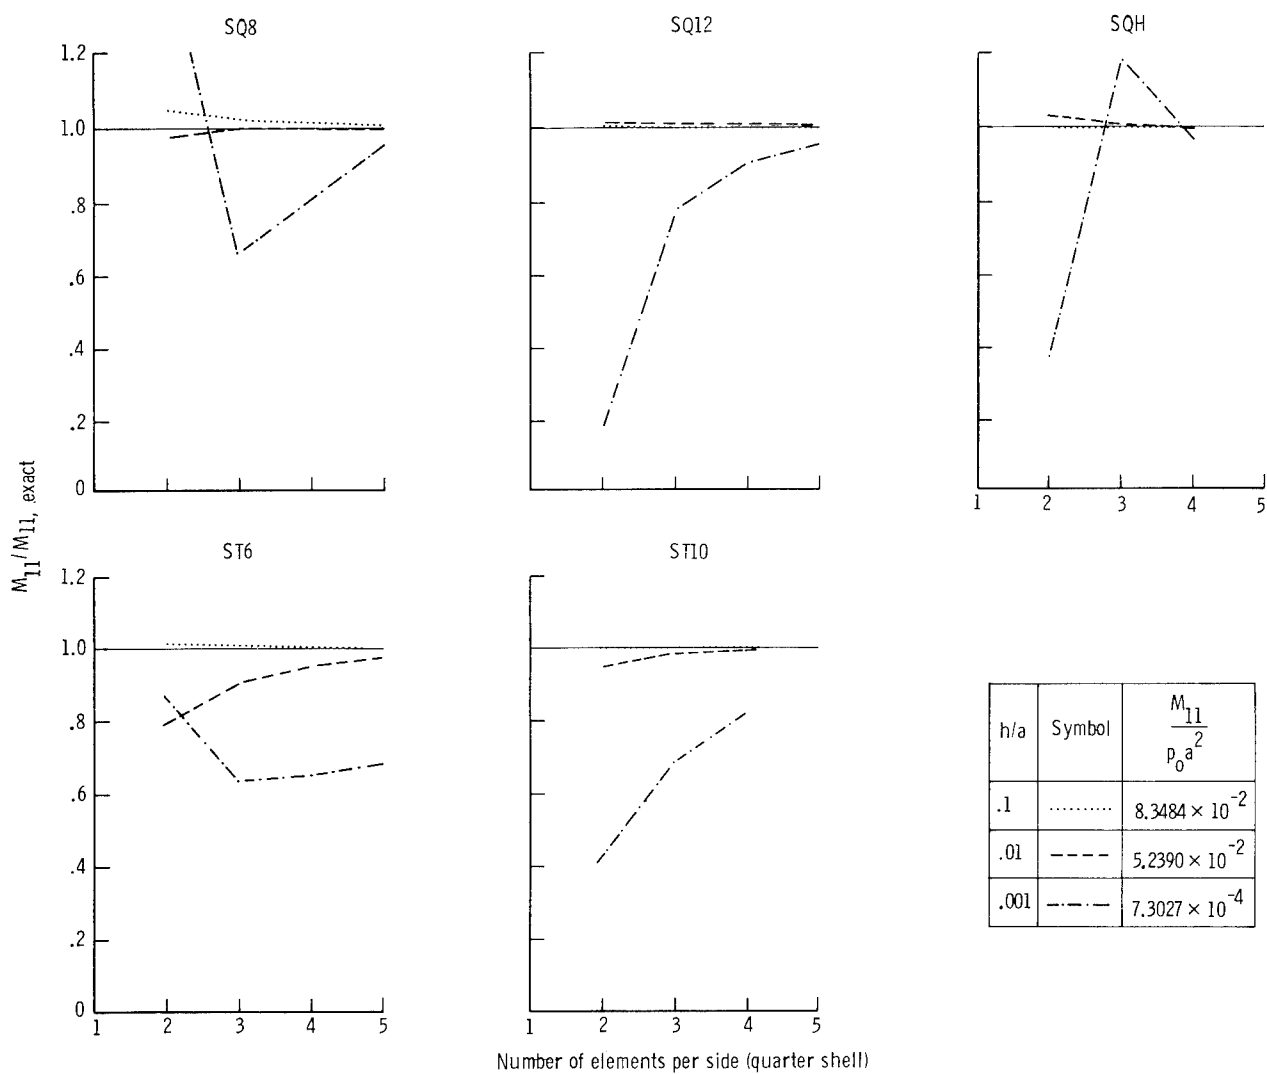 SQ8
SQ12
SQH
1.2
1.0
.8
.6
.4
.2
0
1 2 3 4 5
M11/M11, exact
ST6
ST10
1.2
1.0
.8
.6
.4
.2
0
1 2 3 4 5
1 2 3 4 5
Number of elements per side (quarter shell)
h/a Symbol M11/p0a^2
.1 8.3484 × 10^-2
.01 5.2390 × 10^-2
.001 7.3027 × 10^-4